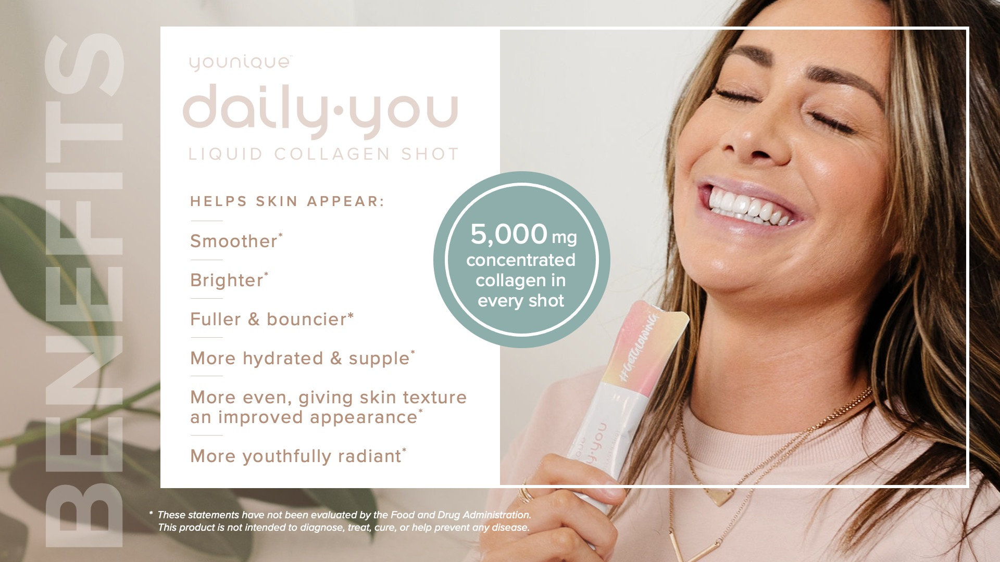 BENEFITS
younique™
daily·you
LIQUID COLLAGEN SHOT
HELPS SKIN APPEAR:
Smoother*
Brighter*
Fuller & bouncier*
More hydrated & supple*
More even, giving skin texture
an improved appearance*
More youthfully radiant*
5,000 mg
concentrated
collagen in
every shot
#GETGLOWING
y·you
* These statements have not been evaluated by the Food and Drug Administration.
This product is not intended to diagnose, treat, cure, or help prevent any disease.